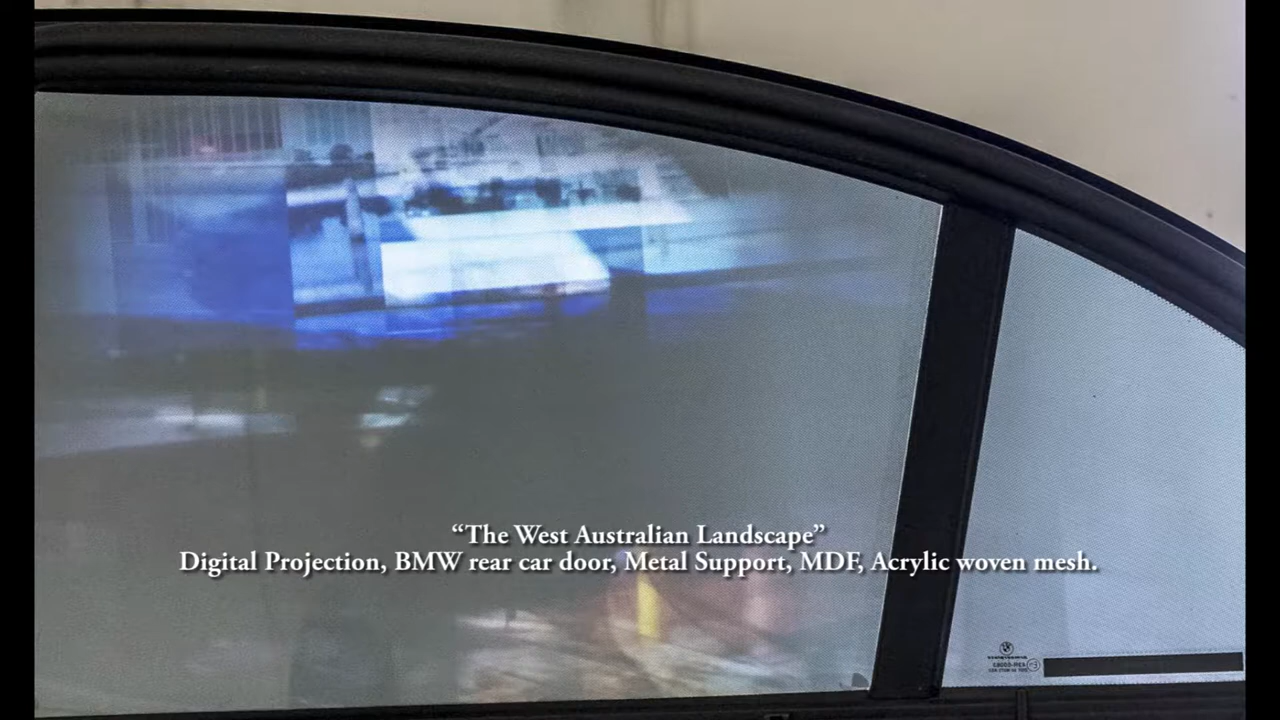 “The West Australian Landscape”
Digital Projection, BMW rear car door, Metal Support, MDF, Acrylic woven mesh.